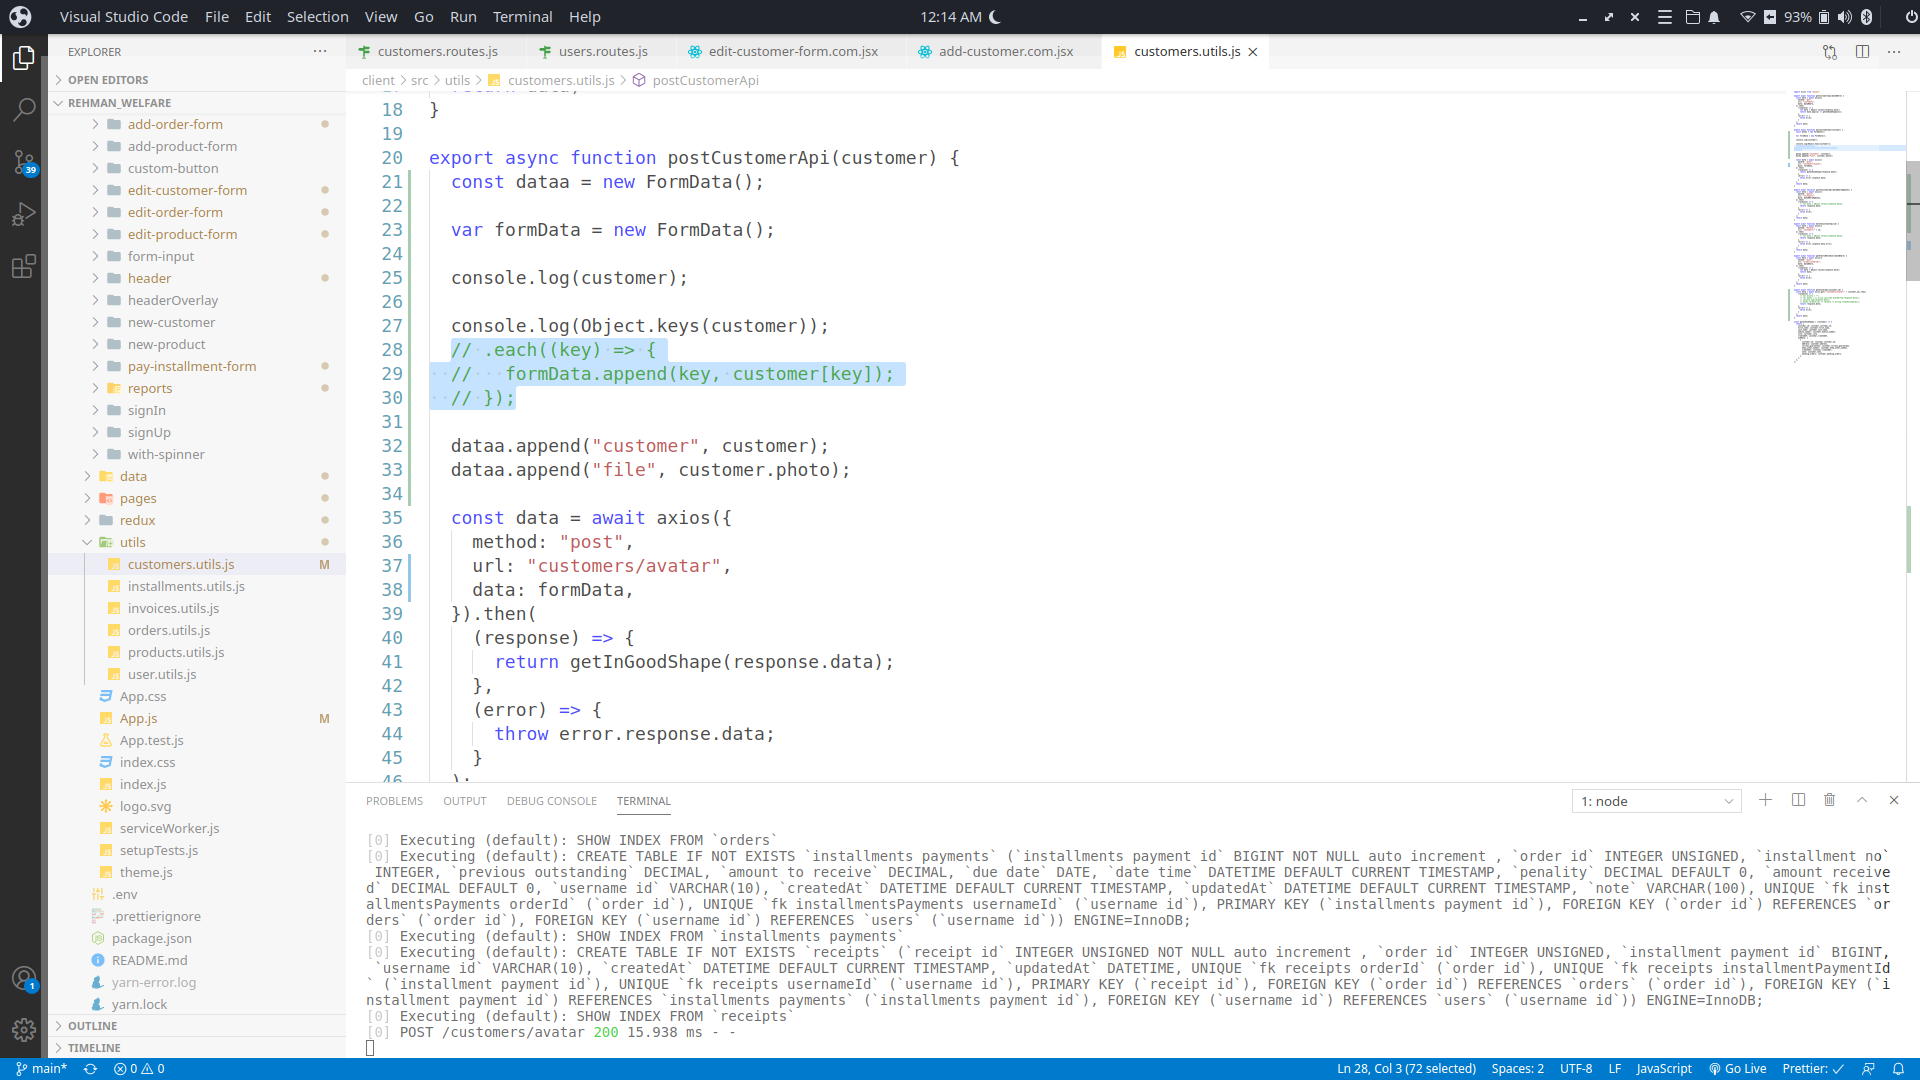 Visual Studio Code File Edit Selection View Go Run Terminal Help 12:14 AM 93%
EXPLORER
OPEN EDITORS
REHMAN_WELFARE
add-order-form
add-product-form
custom-button
edit-customer-form
edit-order-form
edit-product-form
form-input
header
headerOverlay
new-customer
new-product
pay-installment-form
reports
signIn
signUp
with-spinner
data
pages
redux
utils
customers.utils.js M
installments.utils.js
invoices.utils.js
orders.utils.js
products.utils.js
user.utils.js
App.css
App.js M
App.test.js
index.css
index.js
logo.svg
serviceWorker.js
setupTests.js
theme.js
.env
.prettierignore
package.json
README.md
yarn-error.log
yarn.lock
OUTLINE
TIMELINE
39
1
customers.routes.js users.routes.js edit-customer-form.com.jsx add-customer.com.jsx customers.utils.js
client > src > utils > customers.utils.js > postCustomerApi
18 }
19
20 export async function postCustomerApi(customer) {
21 const dataa = new FormData();
22
23 var formData = new FormData();
24
25 console.log(customer);
26
27 console.log(Object.keys(customer));
28 // .each((key) => {
29 // formData.append(key, customer[key]);
30 // });
31
32 dataa.append("customer", customer);
33 dataa.append("file", customer.photo);
34
35 const data = await axios({
36 method: "post",
37 url: "customers/avatar",
38 data: formData,
39 }).then(
40 (response) => {
41 return getInGoodShape(response.data);
42 },
43 (error) => {
44 throw error.response.data;
45 }
46 );
PROBLEMS OUTPUT DEBUG CONSOLE TERMINAL 1: node
[0] Executing (default): SHOW INDEX FROM `orders`
[0] Executing (default): CREATE TABLE IF NOT EXISTS `installments payments` (`installments payment id` BIGINT NOT NULL auto increment , `order id` INTEGER UNSIGNED, `installment no`
INTEGER, `previous outstanding` DECIMAL, `amount to receive` DECIMAL, `due date` DATE, `date time` DATETIME DEFAULT CURRENT TIMESTAMP, `penality` DECIMAL DEFAULT 0, `amount receive
d` DECIMAL DEFAULT 0, `username id` VARCHAR(10), `createdAt` DATETIME DEFAULT CURRENT TIMESTAMP, `updatedAt` DATETIME DEFAULT CURRENT TIMESTAMP, `note` VARCHAR(100), UNIQUE `fk inst
allmentsPayments orderId` (`order id`), UNIQUE `fk installmentsPayments usernameId` (`username id`), PRIMARY KEY (`installments payment id`), FOREIGN KEY (`order id`) REFERENCES `or
ders` (`order id`), FOREIGN KEY (`username id`) REFERENCES `users` (`username id`)) ENGINE=InnoDB;
[0] Executing (default): SHOW INDEX FROM `installments payments`
[0] Executing (default): CREATE TABLE IF NOT EXISTS `receipts` (`receipt id` INTEGER UNSIGNED NOT NULL auto increment , `order id` INTEGER UNSIGNED, `installment payment id` BIGINT,
`username id` VARCHAR(10), `createdAt` DATETIME DEFAULT CURRENT TIMESTAMP, `updatedAt` DATETIME, UNIQUE `fk receipts orderId` (`order id`), UNIQUE `fk receipts installmentPaymentId
` (`installment payment id`), UNIQUE `fk receipts usernameId` (`username id`), PRIMARY KEY (`receipt id`), FOREIGN KEY (`order id`) REFERENCES `orders` (`order id`), FOREIGN KEY (`i
nstallment payment id`) REFERENCES `installments payments` (`installments payment id`), FOREIGN KEY (`username id`) REFERENCES `users` (`username id`)) ENGINE=InnoDB;
[0] Executing (default): SHOW INDEX FROM `receipts`
[0] POST /customers/avatar 200 15.938 ms - -
main* 0 0 Ln 28, Col 3 (72 selected) Spaces: 2 UTF-8 LF JavaScript Go Live Prettier: ✓